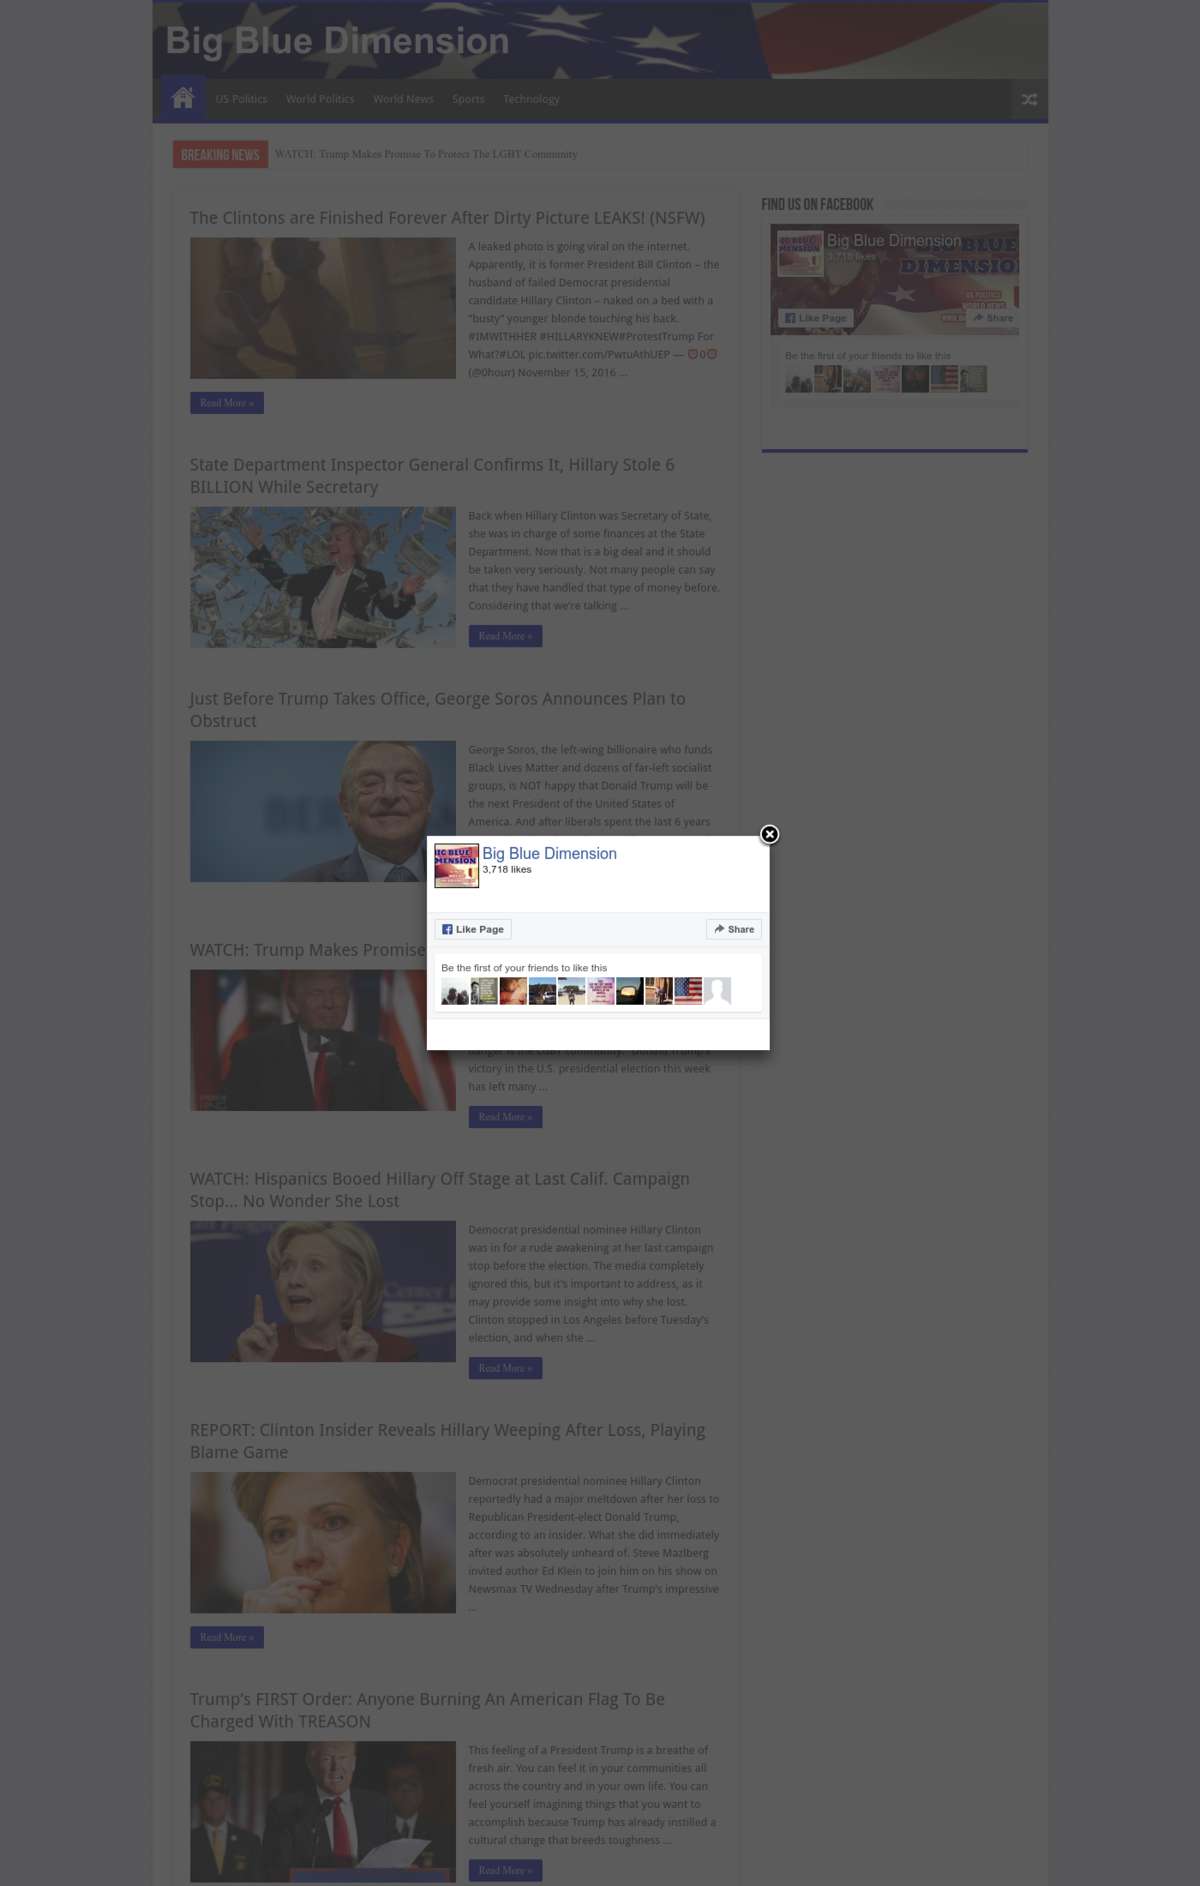 Big Blue Dimension
US Politics World Politics World News Sports Technology
BREAKING NEWS WATCH: Trump Makes Promise To Protect The LGBT Community
The Clintons are Finished Forever After Dirty Picture LEAKS! (NSFW)
A leaked photo is going viral on the internet.
Apparently, it is former President Bill Clinton – the
husband of failed Democrat presidential
candidate Hillary Clinton – naked on a bed with a
“busty” younger blonde touching his back.
#IMWITHHER #HILLARYKNEW#ProtestTrump For
What?#LOL pic.twitter.com/PwtuAthUEP — 0
(@0hour) November 15, 2016 ...
Read More »
State Department Inspector General Confirms It, Hillary Stole 6
BILLION While Secretary
Back when Hillary Clinton was Secretary of State,
she was in charge of some finances at the State
Department. Now that is a big deal and it should
be taken very seriously. Not many people can say
that they have handled that type of money before.
Considering that we’re talking ...
Read More »
Just Before Trump Takes Office, George Soros Announces Plan to
Obstruct
George Soros, the left-wing billionaire who funds
Black Lives Matter and dozens of far-left socialist
groups, is NOT happy that Donald Trump will be
the next President of the United States of
America. And after liberals spent the last 6 years
WATCH: Trump Makes Promise
victory in the U.S. presidential election this week
has left many ...
Read More »
WATCH: Hispanics Booed Hillary Off Stage at Last Calif. Campaign
Stop... No Wonder She Lost
Democrat presidential nominee Hillary Clinton
was in for a rude awakening at her last campaign
stop before the election. The media completely
ignored this, but it’s important to address, as it
may provide some insight into why she lost.
Clinton stopped in Los Angeles before Tuesday’s
election, and when she ...
Read More »
REPORT: Clinton Insider Reveals Hillary Weeping After Loss, Playing
Blame Game
Democrat presidential nominee Hillary Clinton
reportedly had a major meltdown after her loss to
Republican President-elect Donald Trump,
according to an insider. What she did immediately
after was absolutely unheard of. Steve Mazlberg
invited author Ed Klein to join him on his show on
Newsmax TV Wednesday after Trump’s impressive
...
Read More »
Trump’s FIRST Order: Anyone Burning An American Flag To Be
Charged With TREASON
This feeling of a President Trump is a breathe of
fresh air. You can feel it in your communities all
across the country and in your own life. You can
feel yourself imagining things that you want to
accomplish because Trump has already instilled a
cultural change that breeds toughness ...
Read More »
FIND US ON FACEBOOK
Big Blue Dimension
3,718 likes
BIG BLUE
DIMENSION
US POLITICS
WORLD NEWS
Like Page Share
Be the first of your friends to like this
Big Blue Dimension
3,718 likes
Like Page Share
Be the first of your friends to like this